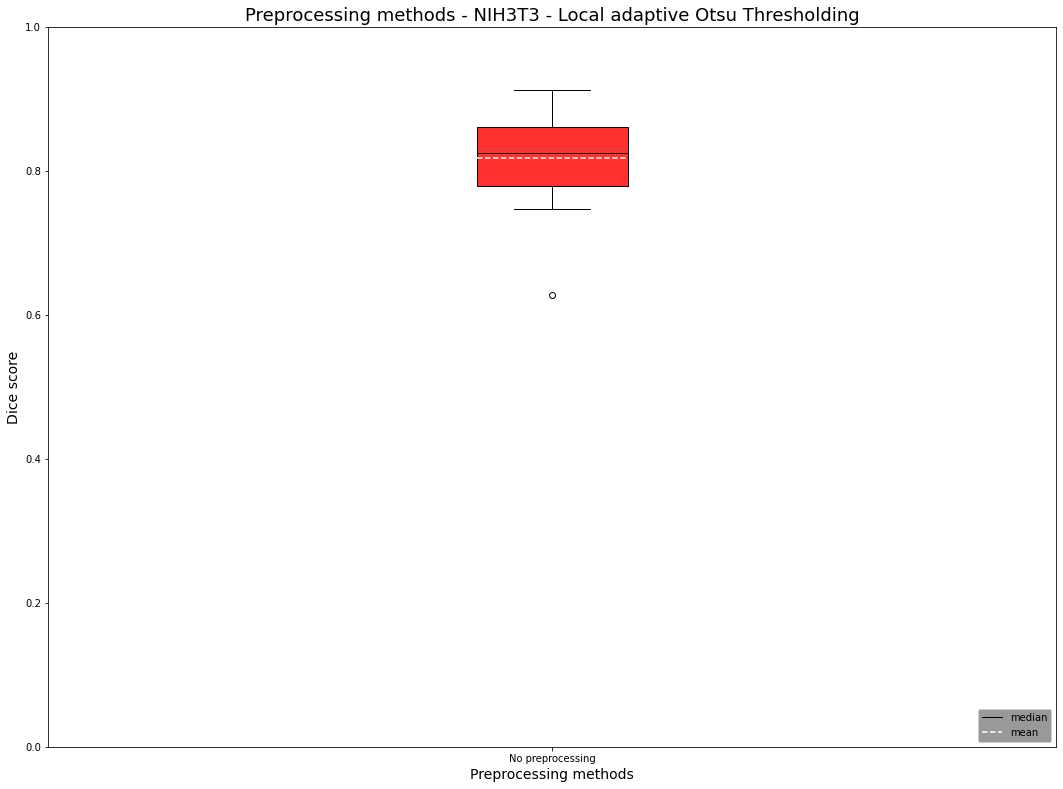 Preprocessing methods - NIH3T3 - Local adaptive Otsu Thresholding
1.0
0.8
0.6
0.4
0.2
0.0
Dice score
No preprocessing
Preprocessing methods
median
mean